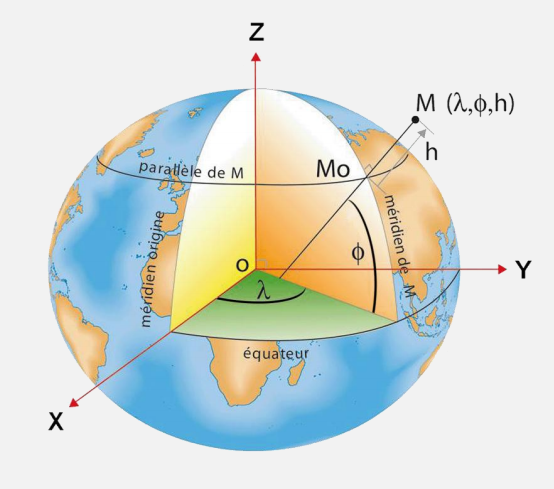 Z
M (λ,ϕ,h)
h
parallèle de M
Mo
méridien origine
méridien de M
ϕ
O
Y
λ
équateur
X